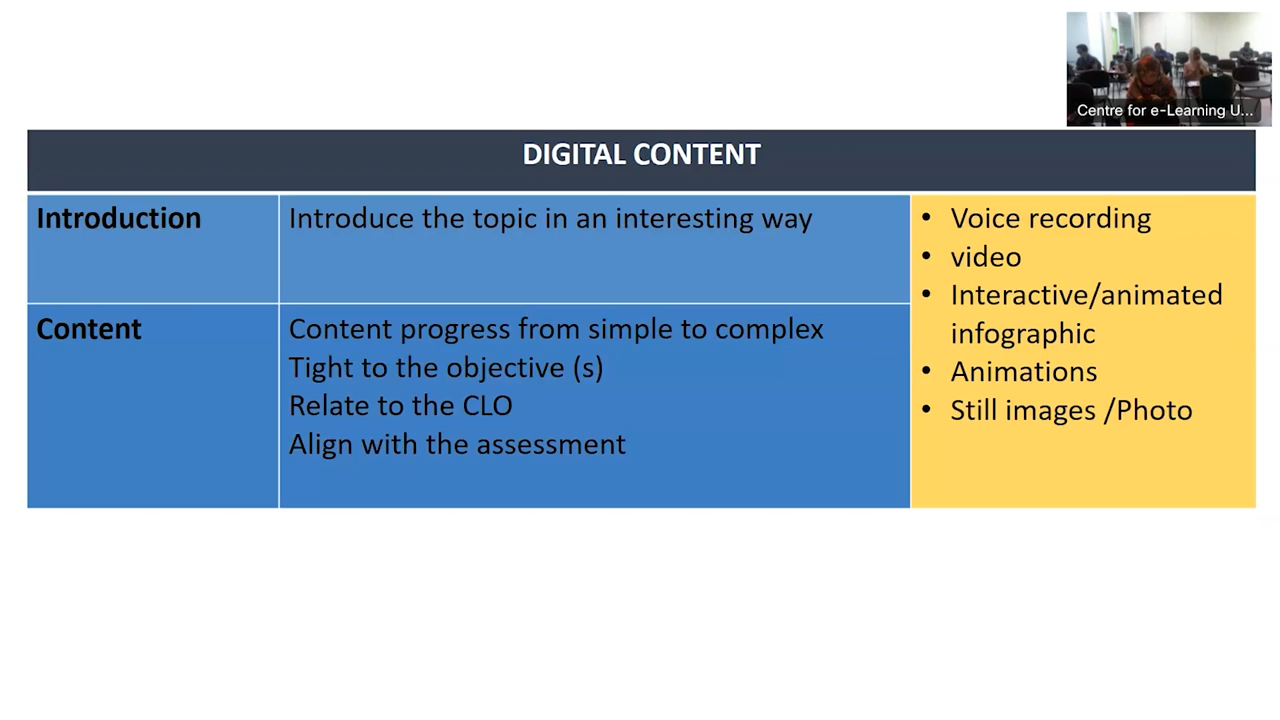 Centre for e-Learning U...
DIGITAL CONTENT
Introduction
Introduce the topic in an interesting way
Content
Content progress from simple to complex
Tight to the objective (s)
Relate to the CLO
Align with the assessment
• Voice recording
• video
• Interactive/animated
infographic
• Animations
• Still images /Photo